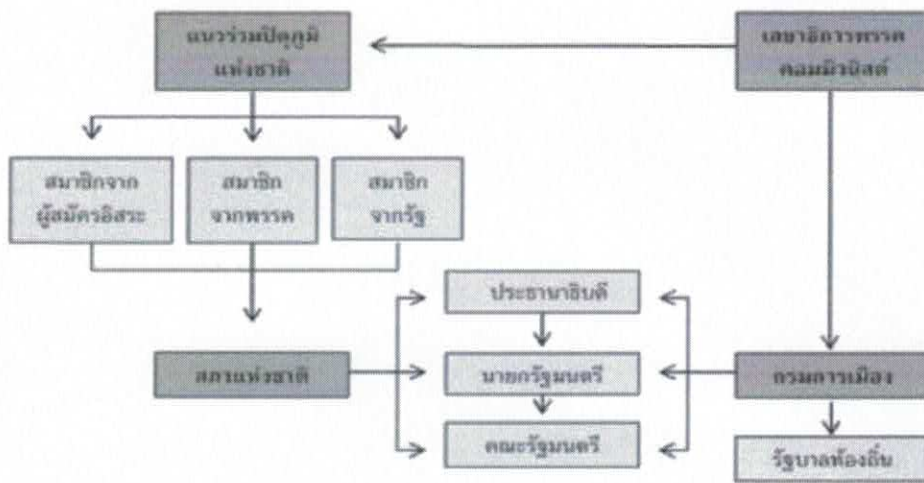 แนวร่วมปิตุภูมิ
แห่งชาติ
เลขาธิการพรรค
คอมมิวนิสต์
สมาชิกจาก
ผู้สมัครอิสระ
สมาชิก
จากพรรค
สมาชิก
จากรัฐ
ประธานาธิบดี
สภาแห่งชาติ
นายกรัฐมนตรี
กรมการเมือง
คณะรัฐมนตรี
รัฐบาลท้องถิ่น